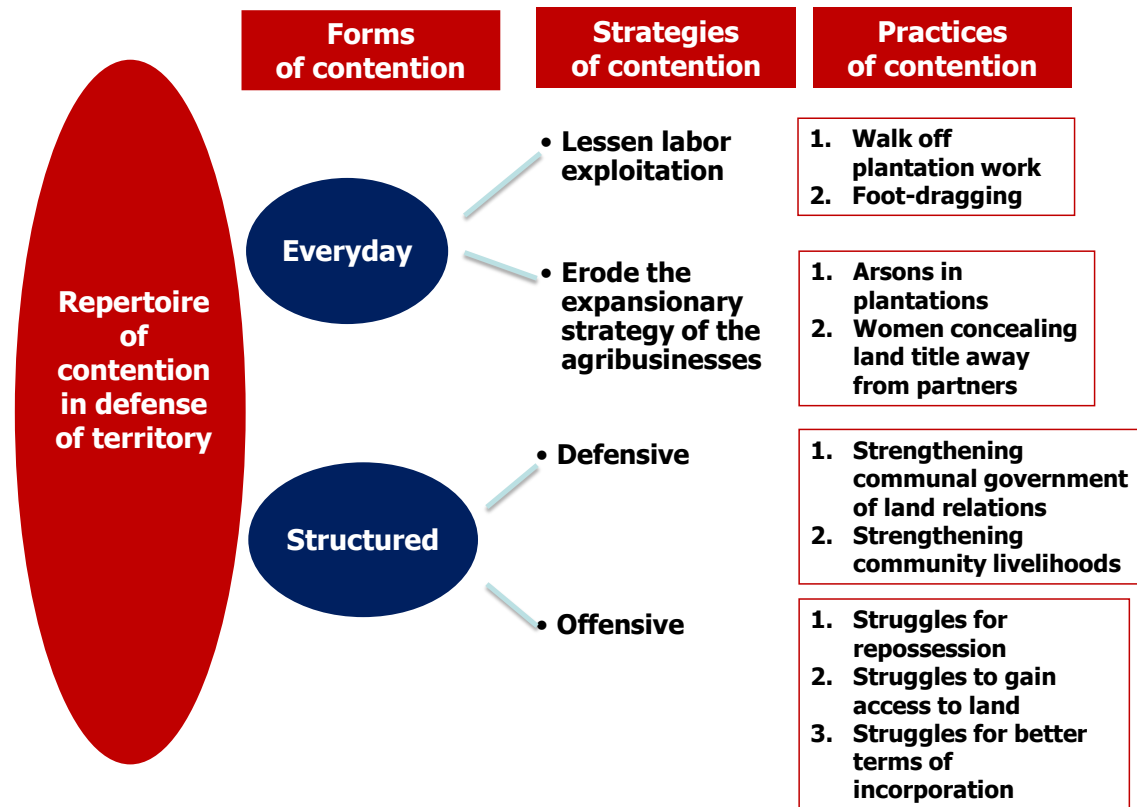 Forms
of contention
Strategies
of contention
Practices
of contention
Repertoire
of
contention
in defense
of territory
Everyday
• Lessen labor
exploitation
1. Walk off
plantation work
2. Foot-dragging
• Erode the
expansionary
strategy of the
agribusinesses
1. Arsons in
plantations
2. Women concealing
land title away
from partners
Structured
• Defensive
1. Strengthening
communal government
of land relations
2. Strengthening
community livelihoods
• Offensive
1. Struggles for
repossession
2. Struggles to gain
access to land
3. Struggles for better
terms of
incorporation